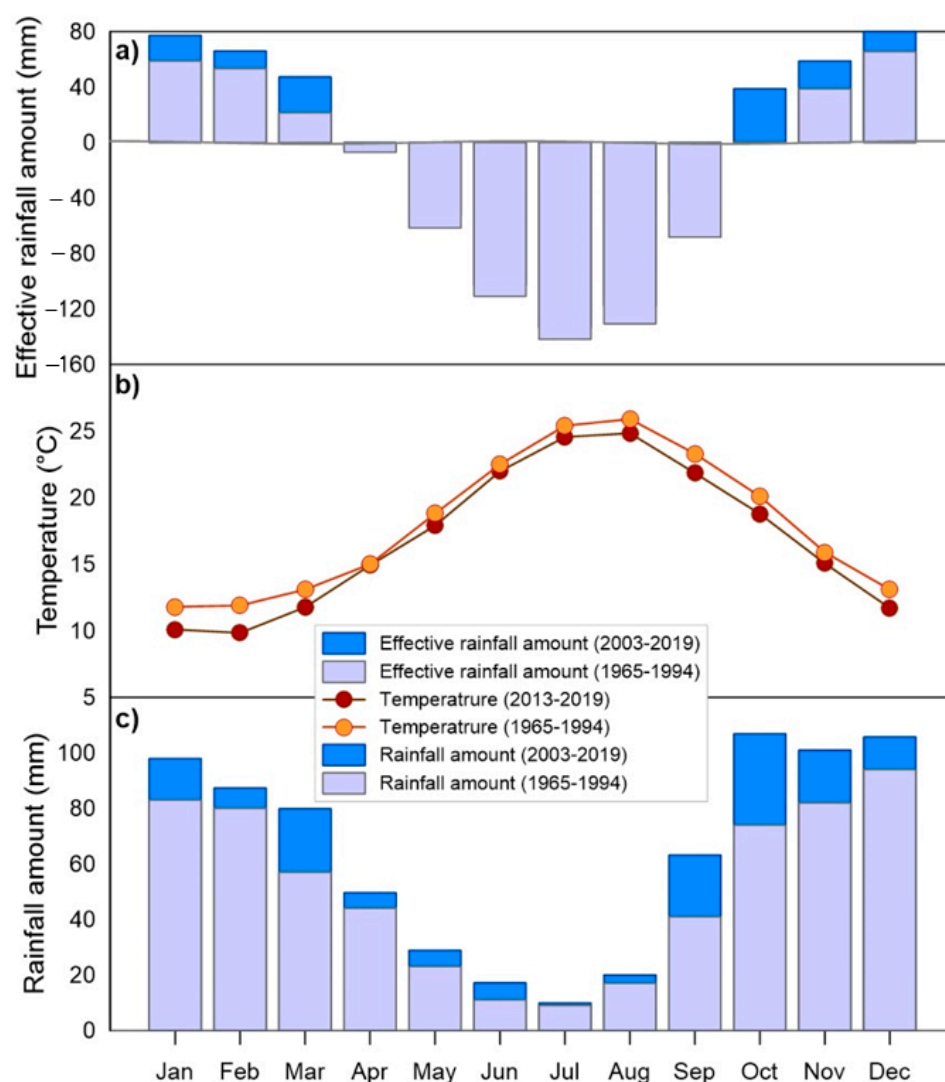 a)
Effective rainfall amount (mm)
80
40
0
– 40
– 80
–120
–160
b)
Temperature (°C)
25
20
15
10
5
Effective rainfall amount (2003-2019)
Effective rainfall amount (1965-1994)
Temperatrure (2013-2019)
Temperatrure (1965-1994)
Rainfall amount (2003-2019)
Rainfall amount (1965-1994)
c)
Rainfall amount (mm)
100
80
60
40
20
0
Jan Feb Mar Apr May Jun Jul Aug Sep Oct Nov Dec